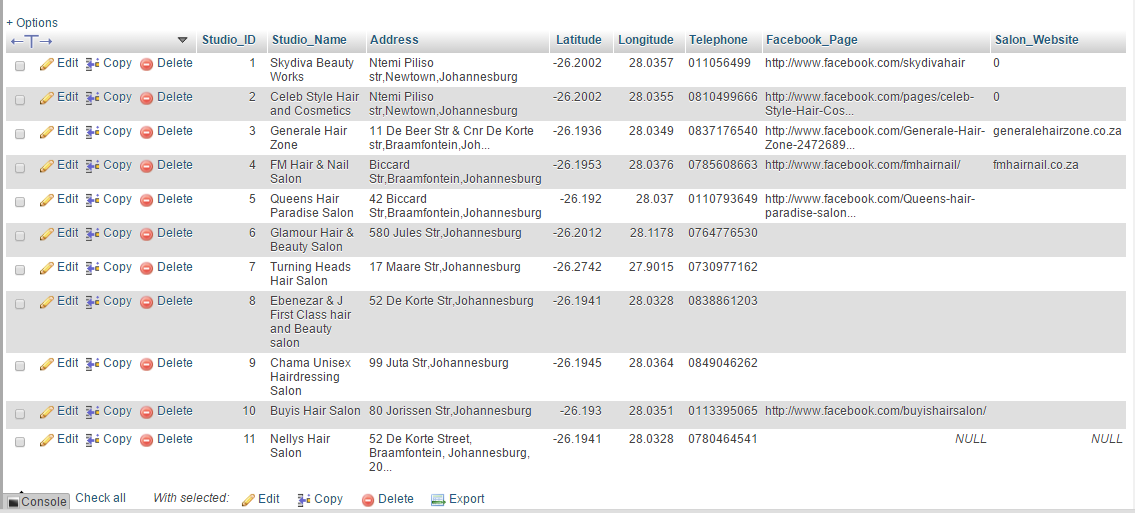 + Options
←T→ Studio_ID Studio_Name Address Latitude Longitude Telephone Facebook_Page Salon_Website
Edit Copy Delete 1 Skydiva Beauty Ntemi Piliso -26.2002 28.0357 011056499 http://www.facebook.com/skydivahair 0
Works str,Newtown,Johannesburg
Edit Copy Delete 2 Celeb Style Hair Ntemi Piliso -26.2002 28.0355 0810499666 http://www.facebook.com/pages/celeb- 0
and Cosmetics str,Newtown,Johannesburg Style-Hair-Cos...
Edit Copy Delete 3 Generale Hair 11 De Beer Str & Cnr De Korte -26.1936 28.0349 0837176540 http://www.facebook.com/Generale-Hair- generalehairzone.co.za
Zone str,Braamfontein,Joh... Zone-2472689...
Edit Copy Delete 4 FM Hair & Nail Biccard -26.1953 28.0376 0785608663 http://www.facebook.com/fmhairnail/ fmhairnail.co.za
Salon Str,Braamfontein,Johannesburg
Edit Copy Delete 5 Queens Hair 42 Biccard -26.192 28.037 0110793649 http://www.facebook.com/Queens-hair-
Paradise Salon Str,Braamfontein,Johannesburg paradise-salon...
Edit Copy Delete 6 Glamour Hair & 580 Jules Str,Johannesburg -26.2012 28.1178 0764776530
Beauty Salon
Edit Copy Delete 7 Turning Heads 17 Maare Str,Johannesburg -26.2742 27.9015 0730977162
Hair Salon
Edit Copy Delete 8 Ebenezar & J 52 De Korte Str,Johannesburg -26.1941 28.0328 0838861203
First Class hair
and Beauty
salon
Edit Copy Delete 9 Chama Unisex 99 Juta Str,Johannesburg -26.1945 28.0364 0849046262
Hairdressing
Salon
Edit Copy Delete 10 Buyis Hair Salon 80 Jorissen Str,Johannesburg -26.193 28.0351 0113395065 http://www.facebook.com/buyishairsalon/
Edit Copy Delete 11 Nellys Hair 52 De Korte Street, -26.1941 28.0328 0780464541 NULL NULL
Salon Braamfontein, Johannesburg,
20...
Console Check all With selected: Edit Copy Delete Export